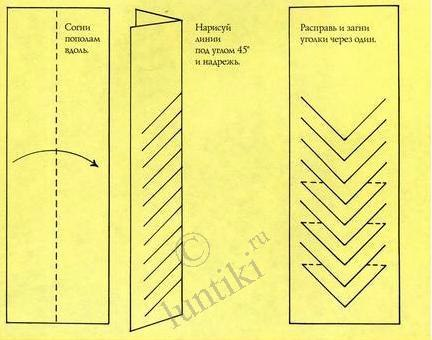 Согни
пополам
вдоль.
Нарисуй
линии
под углом 45°
и надрежь.
Расправь и загни
уголки через один.
© luntiki.ru